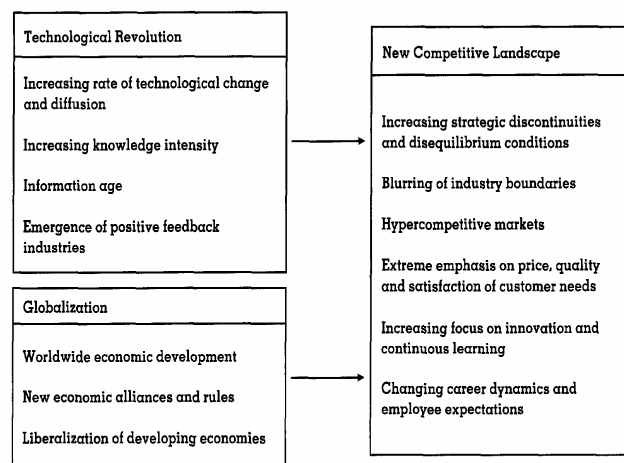 Technological Revolution
Increasing rate of technological change
and diffusion
Increasing knowledge intensity
Information age
Emergence of positive feedback
industries
Globalization
Worldwide economic development
New economic alliances and rules
Liberalization of developing economies
New Competitive Landscape
Increasing strategic discontinuities
and disequilibrium conditions
Blurring of industry boundaries
Hypercompetitive markets
Extreme emphasis on price, quality
and satisfaction of customer needs
Increasing focus on innovation and
continuous learning
Changing career dynamics and
employee expectations